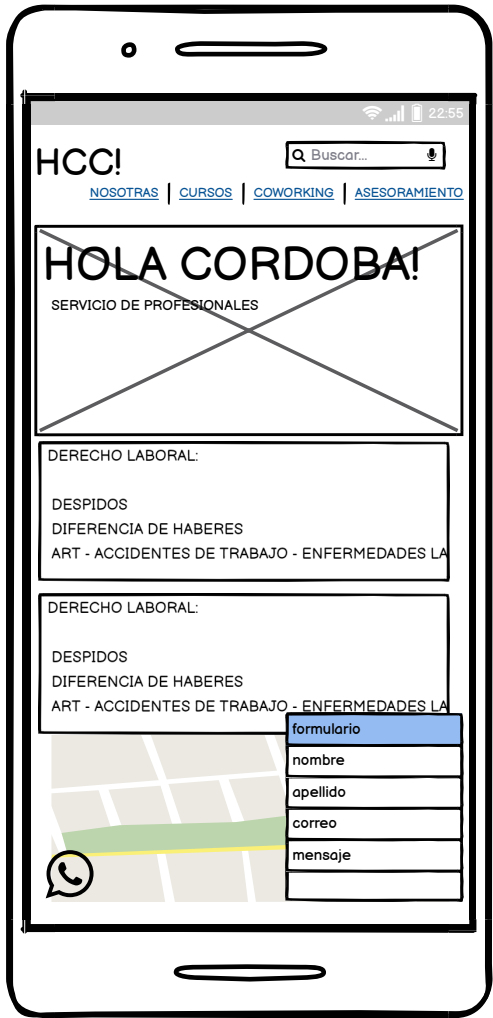 22:55
HCC!
Buscar...
NOSOTRAS CURSOS COWORKING ASESORAMIENTO
HOLA CORDOBA!
SERVICIO DE PROFESIONALES
DERECHO LABORAL:
DESPIDOS
DIFERENCIA DE HABERES
ART - ACCIDENTES DE TRABAJO - ENFERMEDADES LA
DERECHO LABORAL:
DESPIDOS
DIFERENCIA DE HABERES
ART - ACCIDENTES DE TRABAJO - ENFERMEDADES LA
formulario
nombre
apellido
correo
mensaje